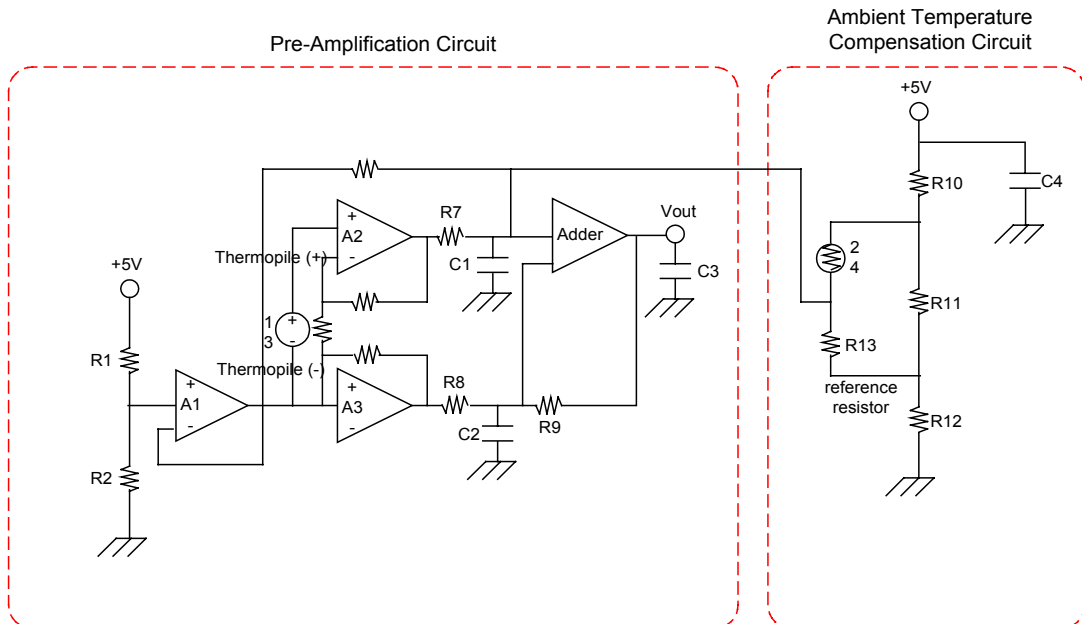 Pre-Amplification Circuit
Ambient Temperature
Compensation Circuit
+5V
R10
C4
2
4
R11
R13
reference
resistor
R12
+
A2
-
R7
C1
Adder
Vout
C3
Thermopile (+)
+5V
1
3
+
-
Thermopile (-)
R1
+
A1
-
R2
+
A3
-
R8
C2
R9